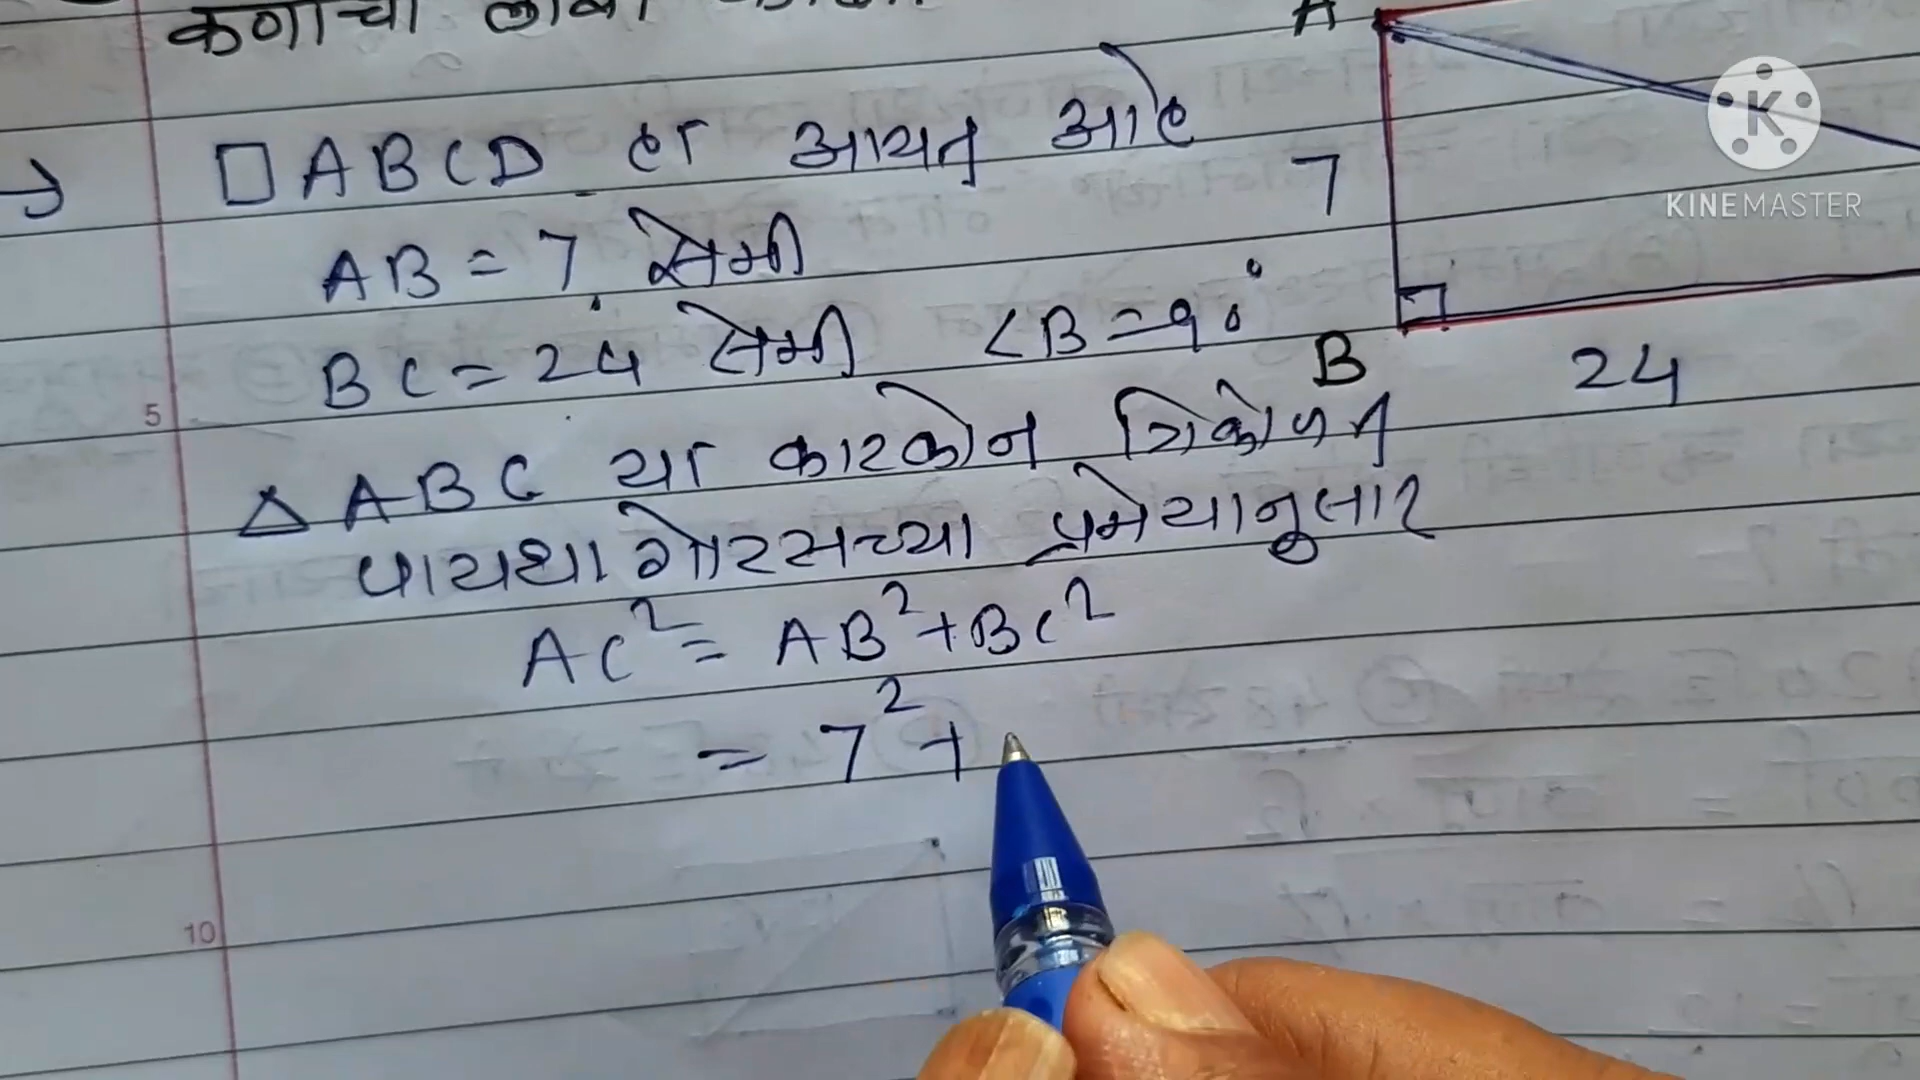 कर्णाची लांबी
A
→ □ABCD हा आयत आहे
7
KINEMASTER
AB = 7 सेमी
BC = 24 सेमी ∠B = 90°
B
24
△ABC या काटकोन त्रिकोणात
पायथागोरसच्या प्रमेयानुसार
AC² = AB² + BC²
= 7² +
5
10